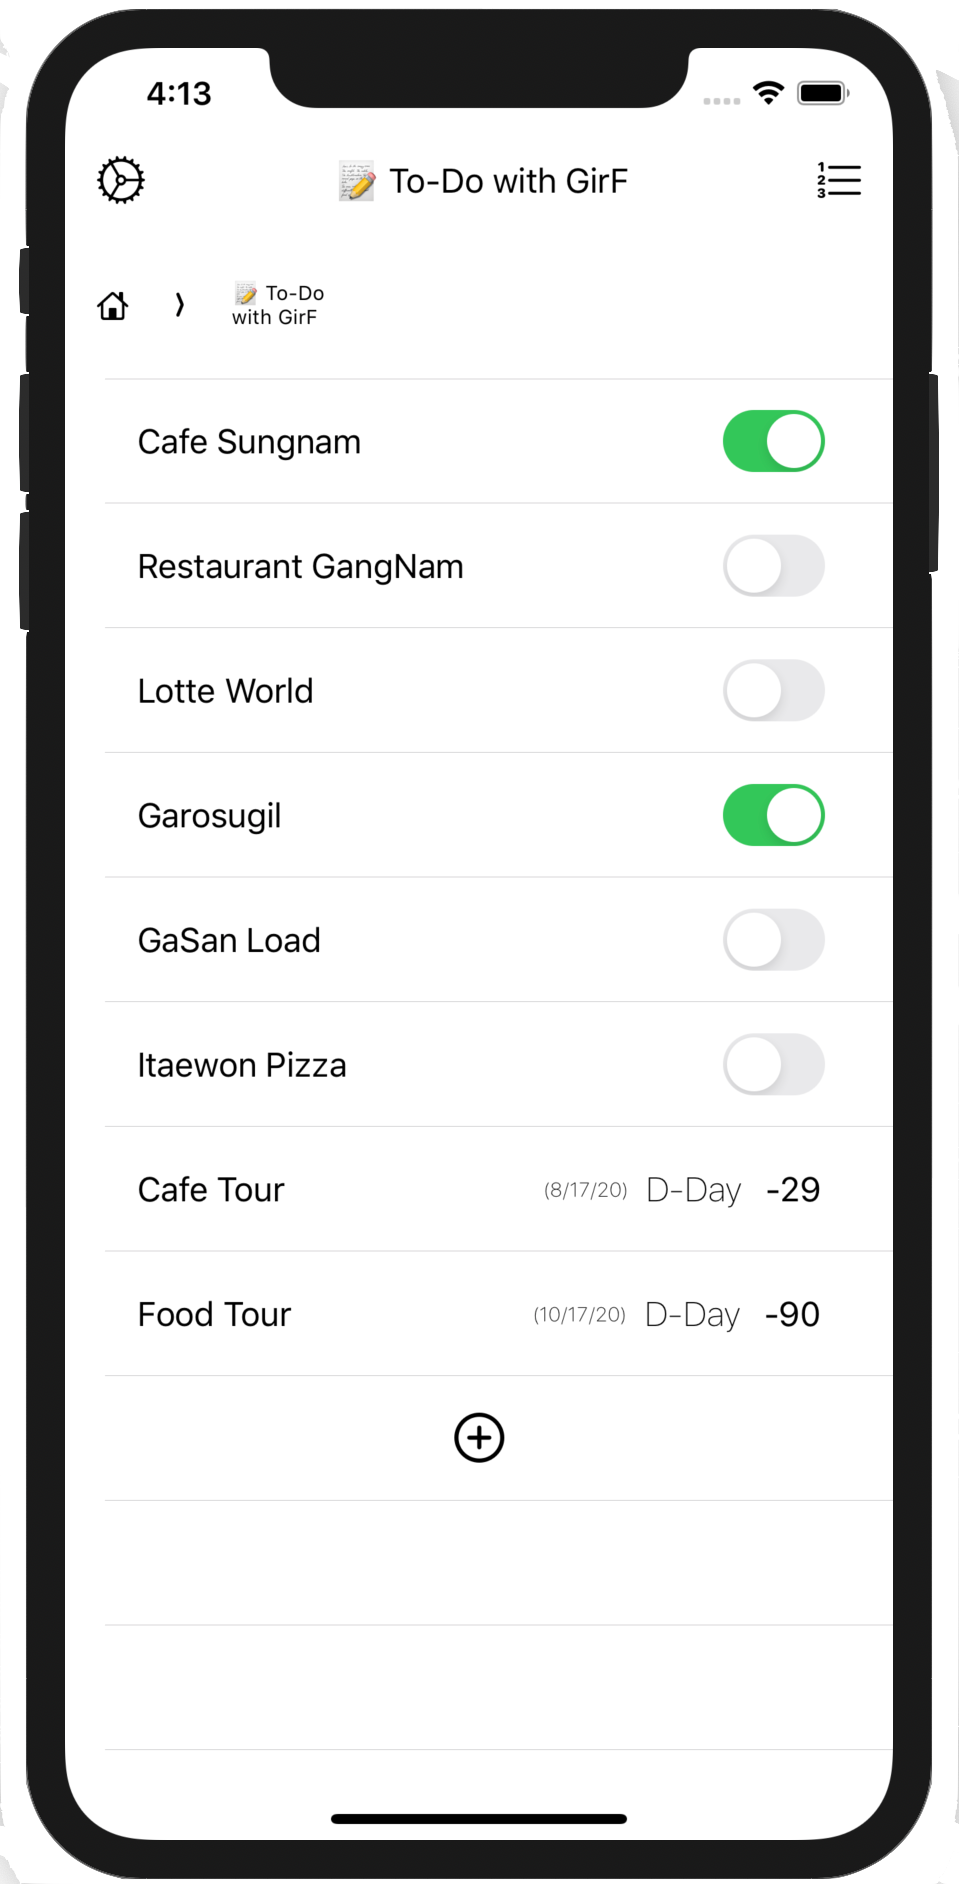 4:13
To-Do with GirF
1
2
3
To-Do
with GirF
Cafe Sungnam
Restaurant GangNam
Lotte World
Garosugil
GaSan Load
Itaewon Pizza
Cafe Tour (8/17/20) D-Day -29
Food Tour (10/17/20) D-Day -90